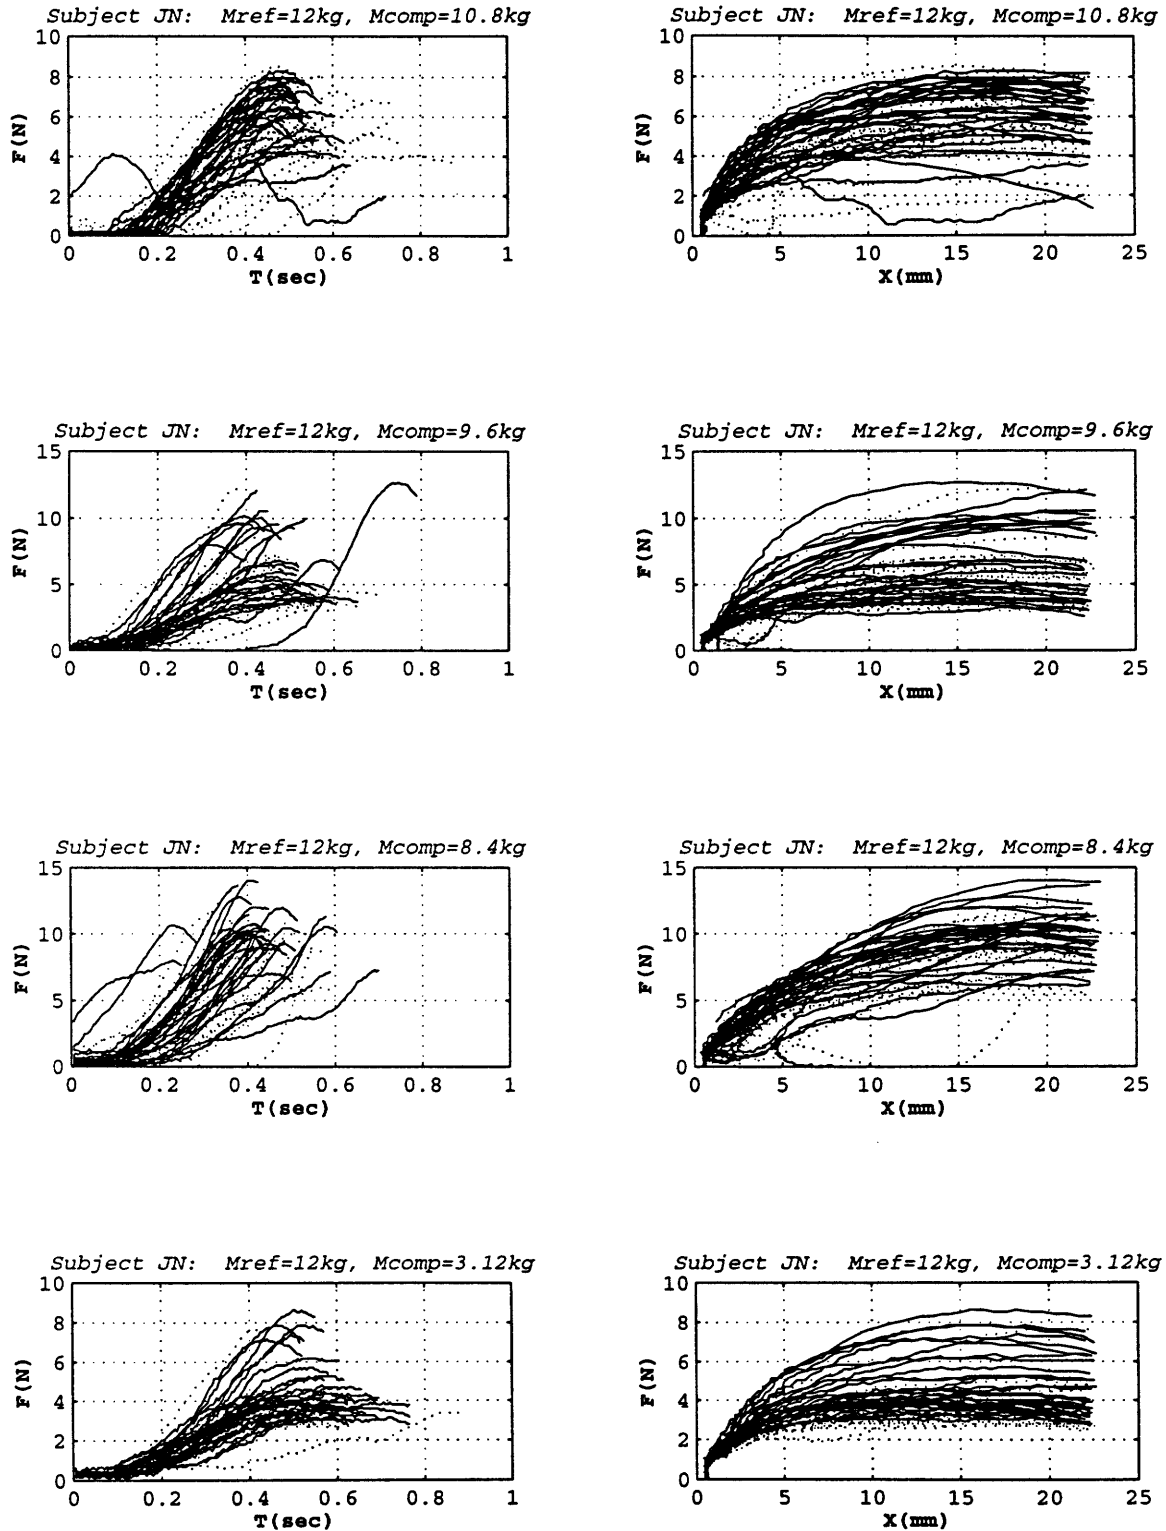 Subject JN: Mref=12kg, Mcomp=10.8kg
10
8
6
4
2
0
F(N)
0 0.2 0.4 0.6 0.8 1
T(sec)
Subject JN: Mref=12kg, Mcomp=10.8kg
10
8
6
4
2
0
F(N)
0 5 10 15 20 25
X(mm)
Subject JN: Mref=12kg, Mcomp=9.6kg
15
10
5
0
F(N)
0 0.2 0.4 0.6 0.8 1
T(sec)
Subject JN: Mref=12kg, Mcomp=9.6kg
15
10
5
0
F(N)
0 5 10 15 20 25
X(mm)
Subject JN: Mref=12kg, Mcomp=8.4kg
15
10
5
0
F(N)
0 0.2 0.4 0.6 0.8 1
T(sec)
Subject JN: Mref=12kg, Mcomp=8.4kg
15
10
5
0
F(N)
0 5 10 15 20 25
X(mm)
Subject JN: Mref=12kg, Mcomp=3.12kg
10
8
6
4
2
0
F(N)
0 0.2 0.4 0.6 0.8 1
T(sec)
Subject JN: Mref=12kg, Mcomp=3.12kg
10
8
6
4
2
0
F(N)
0 5 10 15 20 25
X(mm)